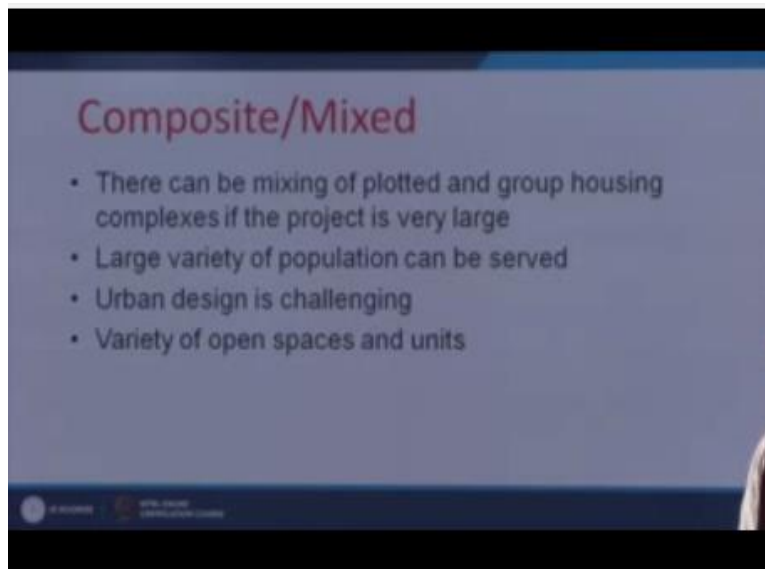 Composite/Mixed
• There can be mixing of plotted and group housing
complexes if the project is very large
• Large variety of population can be served
• Urban design is challenging
• Variety of open spaces and units